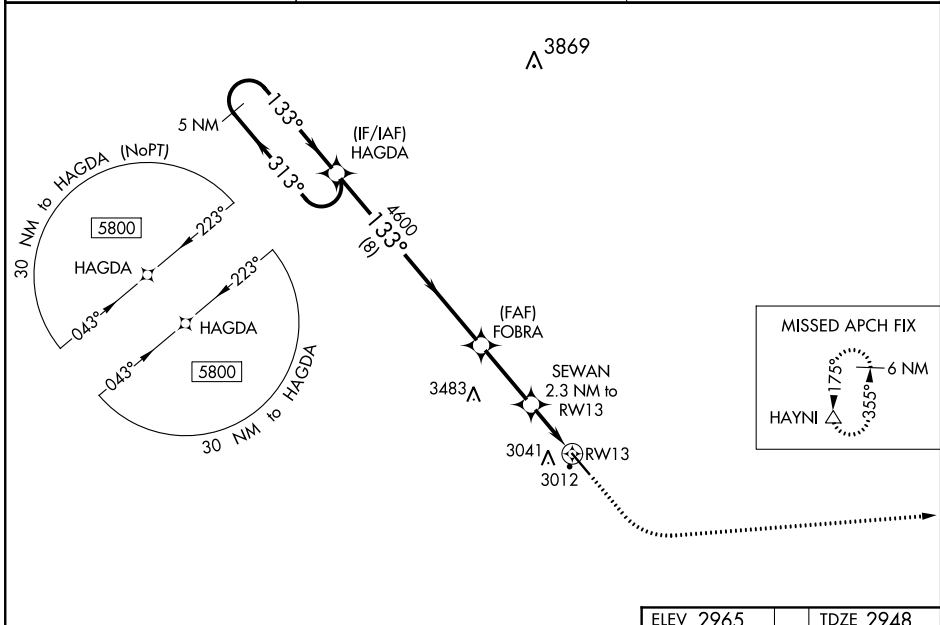 3869
133°
5 NM
(IF/IAF)
HAGDA
313°
30 NM to HAGDA (NoPT)
5800
223°
HAGDA
043°
4600
133°
(8)
223°
HAGDA
043°
5800
30 NM to HAGDA
(FAF)
FOBRA
MISSED APCH FIX
175°
6 NM
355°
HAYNI
3483
SEWAN
2.3 NM to
RW13
3041
RW13
3012
ELEV 2965
TDZE 2948